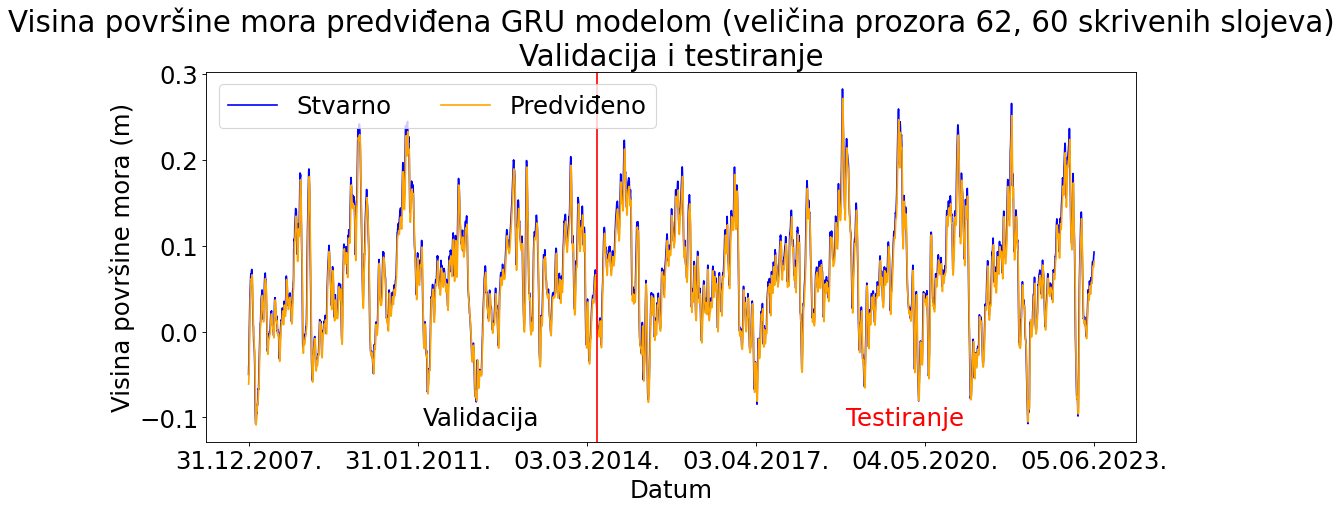 Visina površine mora predviđena GRU modelom (veličina prozora 62, 60 skrivenih slojeva)
Validacija i testiranje
Stvarno
Predviđeno
Visina površine mora (m)
0.3
0.2
0.1
0.0
−0.1
Validacija
Testiranje
31.12.2007.
31.01.2011.
03.03.2014.
03.04.2017.
04.05.2020.
05.06.2023.
Datum